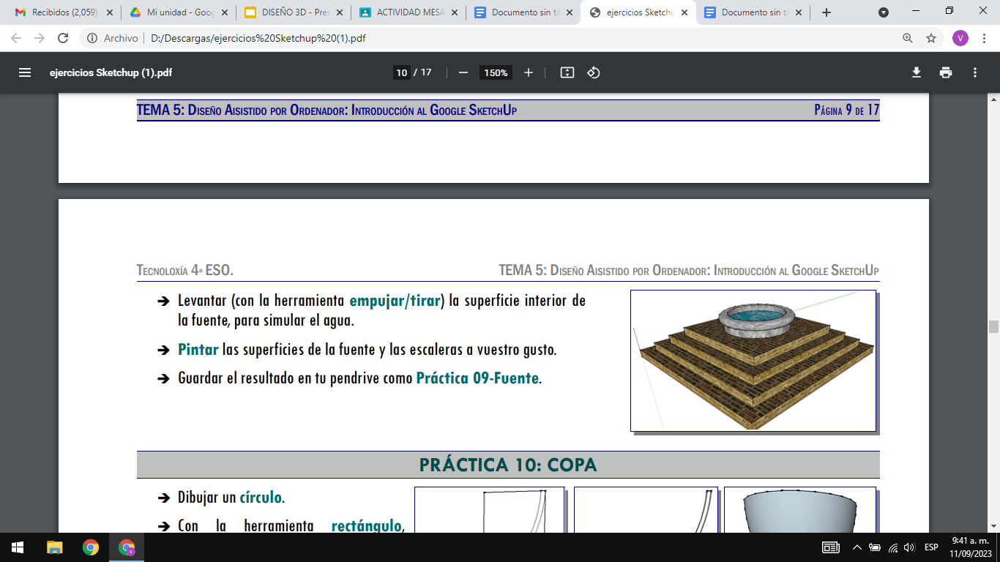 Recibidos (2,059)
Mi unidad - Goog
DISEÑO 3D - Pres
ACTIVIDAD MESA
Documento sin tí
ejercicios Sketchu
Documento sin tí
Archivo
D:/Descargas/ejercicios%20Sketchup%20(1).pdf
V
ejercicios Sketchup (1).pdf
10 / 17
150%
TEMA 5: DISEÑO AISISTIDO POR ORDENADOR: INTRODUCCIÓN AL GOOGLE SKETCHUP PÁGINA 9 DE 17
TECNOLOXÍA 4º ESO. TEMA 5: DISEÑO AISISTIDO POR ORDENADOR: INTRODUCCIÓN AL GOOGLE SKETCHUP
➔ Levantar (con la herramienta empujar/tirar) la superficie interior de
la fuente, para simular el agua.
➔ Pintar las superficies de la fuente y las escaleras a vuestro gusto.
➔ Guardar el resultado en tu pendrive como Práctica 09-Fuente.
PRÁCTICA 10: COPA
➔ Dibujar un círculo.
➔ Con la herramienta rectángulo,
ESP
9:41 a. m.
11/09/2023